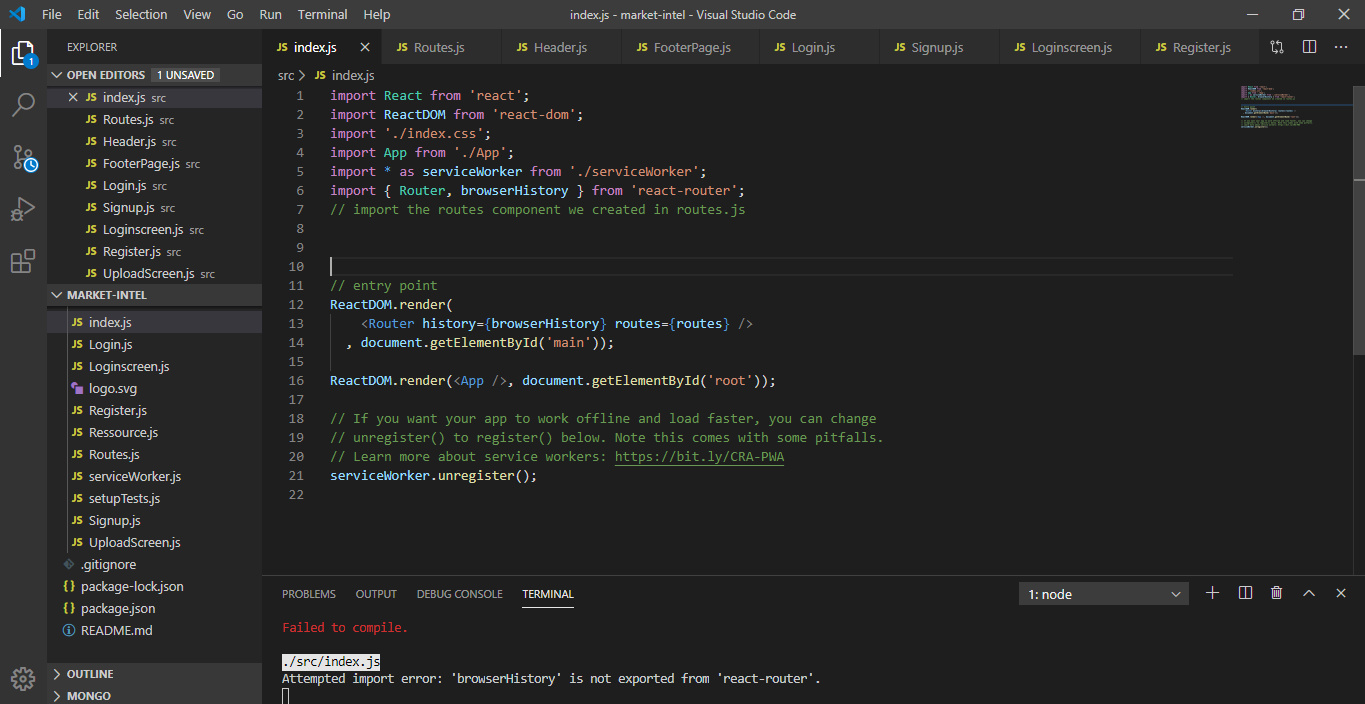 File Edit Selection View Go Run Terminal Help
index.js - market-intel - Visual Studio Code
1
EXPLORER
OPEN EDITORS 1 UNSAVED
JS index.js src
JS Routes.js src
JS Header.js src
JS FooterPage.js src
JS Login.js src
JS Signup.js src
JS Loginscreen.js src
JS Register.js src
JS UploadScreen.js src
MARKET-INTEL
JS index.js
JS Login.js
JS Loginscreen.js
logo.svg
JS Register.js
JS Ressource.js
JS Routes.js
JS serviceWorker.js
JS setupTests.js
JS Signup.js
JS UploadScreen.js
.gitignore
{} package-lock.json
{} package.json
README.md
OUTLINE
MONGO
JS index.js JS Routes.js JS Header.js JS FooterPage.js JS Login.js JS Signup.js JS Loginscreen.js JS Register.js
src > JS index.js
1 import React from 'react';
2 import ReactDOM from 'react-dom';
3 import './index.css';
4 import App from './App';
5 import * as serviceWorker from './serviceWorker';
6 import { Router, browserHistory } from 'react-router';
7 // import the routes component we created in routes.js
8
9
10
11 // entry point
12 ReactDOM.render(
13 <Router history={browserHistory} routes={routes} />
14 , document.getElementById('main'));
15
16 ReactDOM.render(<App />, document.getElementById('root'));
17
18 // If you want your app to work offline and load faster, you can change
19 // unregister() to register() below. Note this comes with some pitfalls.
20 // Learn more about service workers: https://bit.ly/CRA-PWA
21 serviceWorker.unregister();
22
PROBLEMS OUTPUT DEBUG CONSOLE TERMINAL
1: node
Failed to compile.
./src/index.js
Attempted import error: 'browserHistory' is not exported from 'react-router'.